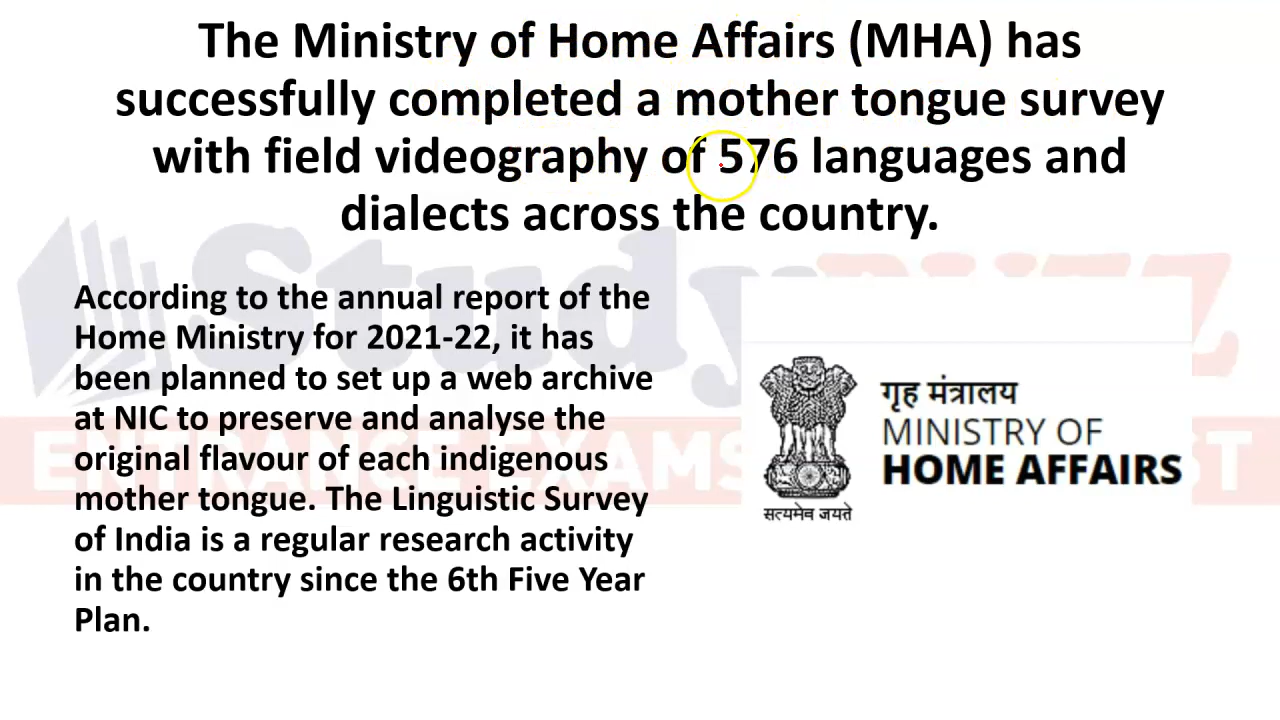 The Ministry of Home Affairs (MHA) has
successfully completed a mother tongue survey
with field videography of 576 languages and
dialects across the country.
StudyBUZZ
According to the annual report of the
Home Ministry for 2021-22, it has
been planned to set up a web archive
at NIC to preserve and analyse the
original flavour of each indigenous
mother tongue. The Linguistic Survey
of India is a regular research activity
in the country since the 6th Five Year
Plan.
गृह मंत्रालय
MINISTRY OF
HOME AFFAIRS
सत्यमेव जयते
ENTRANCE EXAMS